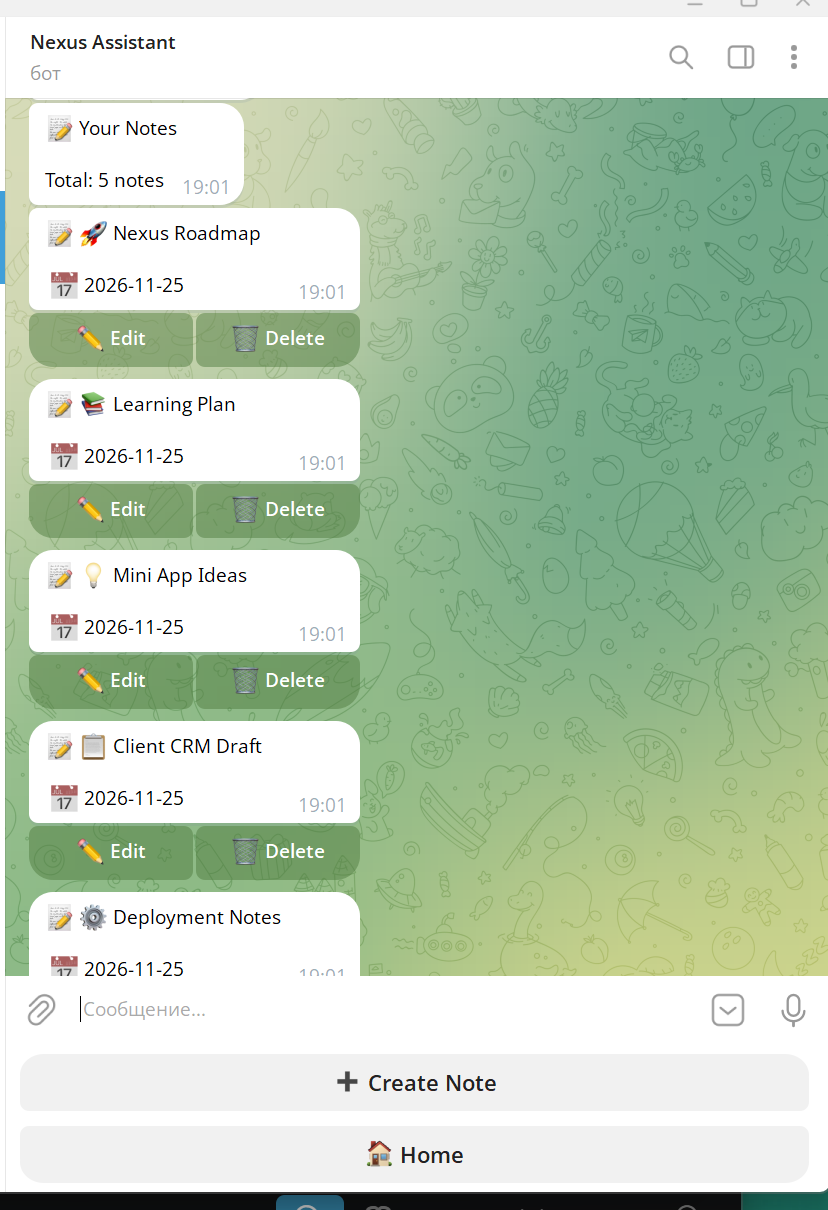 Nexus Assistant
бот
Your Notes
Total: 5 notes 19:01
Nexus Roadmap
2026-11-25 19:01
Edit Delete
Learning Plan
2026-11-25 19:01
Edit Delete
Mini App Ideas
2026-11-25 19:01
Edit Delete
Client CRM Draft
2026-11-25 19:01
Edit Delete
Deployment Notes
2026-11-25 19:01
Сообщение...
Create Note
Home